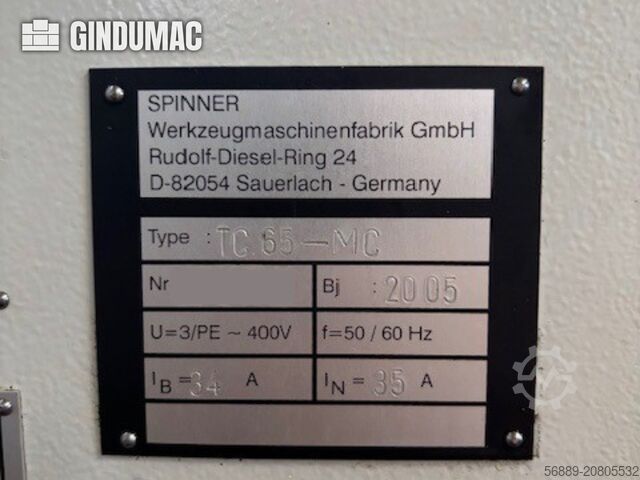 GINDUMAC
SPINNER
Werkzeugmaschinenfabrik GmbH
Rudolf-Diesel-Ring 24
D-82054 Sauerlach - Germany
Type : TC 65-MC
Nr
Bj : 2005
U=3/PE ~ 400V
f=50 / 60 Hz
IB = 34 A
IN = 35 A
56889-20805532